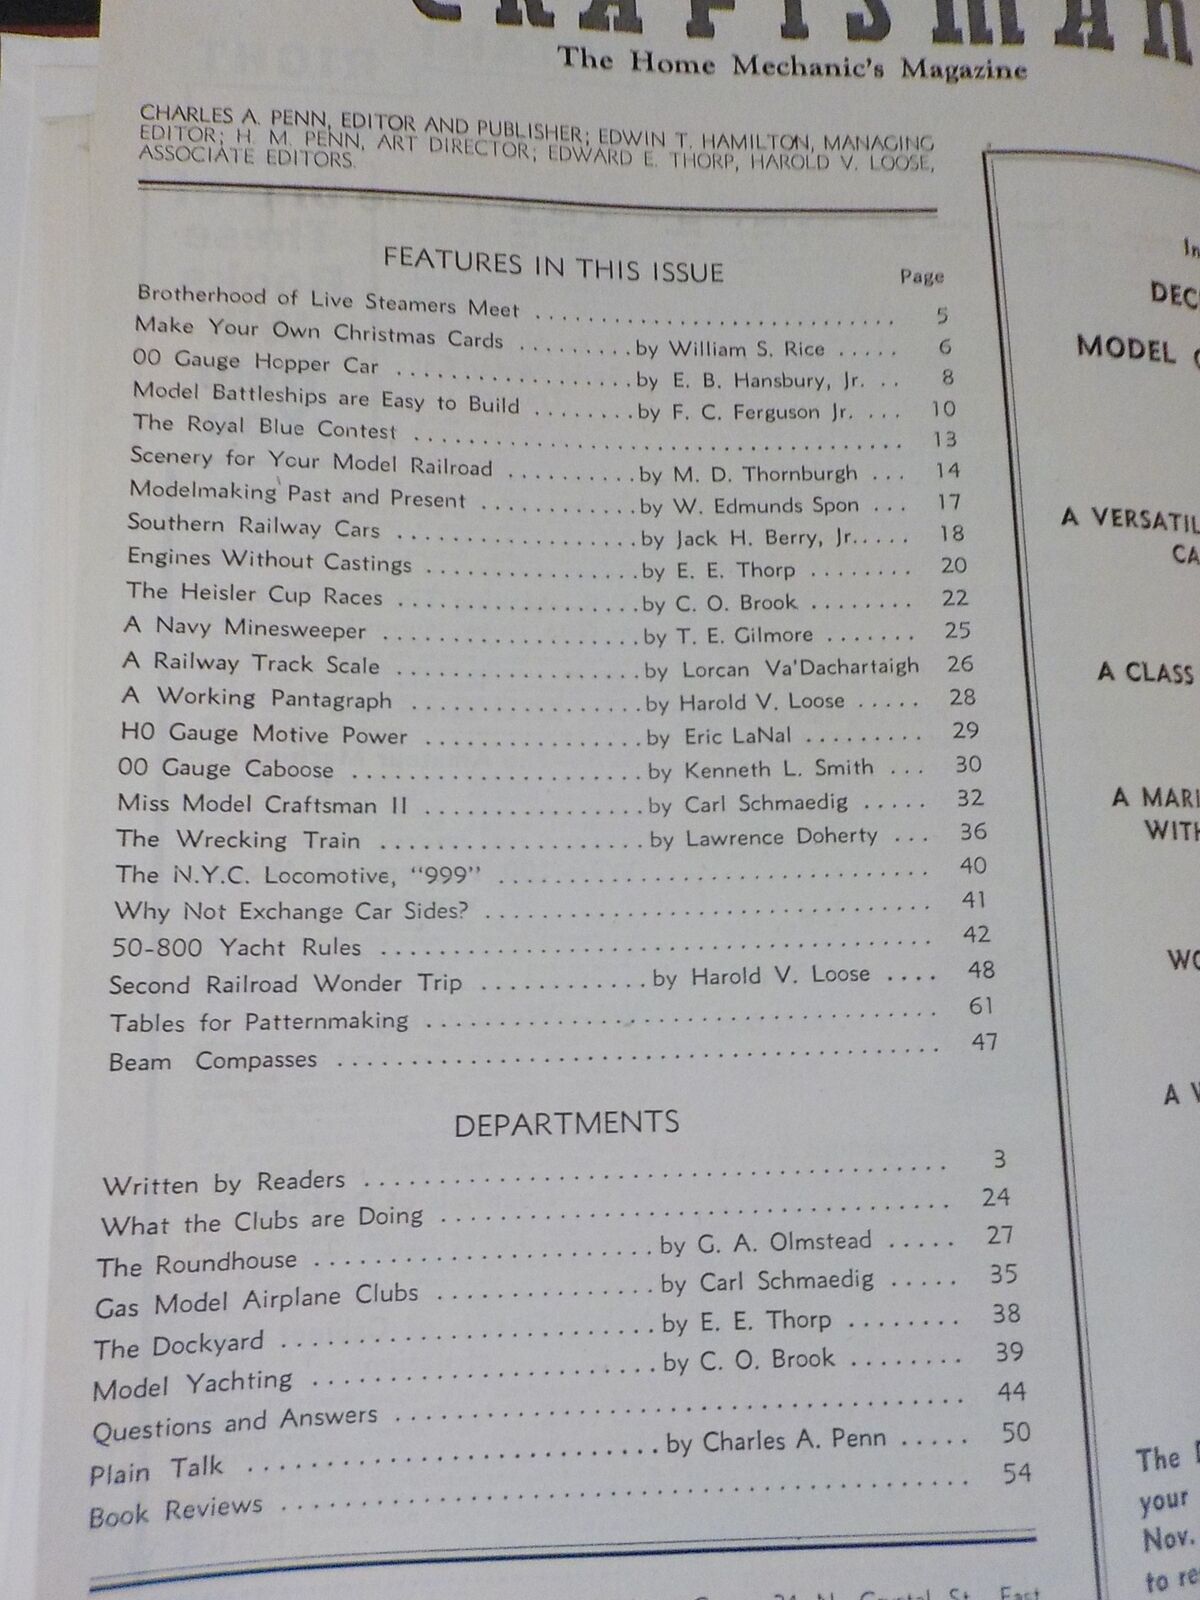 CRAFTSMAN
The Home Mechanic's Magazine
CHARLES A. PENN, EDITOR AND PUBLISHER; EDWIN T. HAMILTON, MANAGING
EDITOR; H. M. PENN, ART DIRECTOR; EDWARD E. THORP, HAROLD V. LOOSE,
ASSOCIATE EDITORS.
FEATURES IN THIS ISSUE Page
Brotherhood of Live Steamers Meet 5
Make Your Own Christmas Cards by William S. Rice 6
00 Gauge Hopper Car by E. B. Hansbury, Jr. 8
Model Battleships are Easy to Build by F. C. Ferguson Jr. 10
The Royal Blue Contest 13
Scenery for Your Model Railroad by M. D. Thornburgh 14
Modelmaking Past and Present by W. Edmunds Spon 17
Southern Railway Cars by Jack H. Berry, Jr. 18
Engines Without Castings by E. E. Thorp 20
The Heisler Cup Races by C. O. Brook 22
A Navy Minesweeper by T. E. Gilmore 25
A Railway Track Scale by Lorcan Va'Dachartaigh 26
A Working Pantagraph by Harold V. Loose 28
H0 Gauge Motive Power by Eric LaNal 29
00 Gauge Caboose by Kenneth L. Smith 30
Miss Model Craftsman II by Carl Schmaedig 32
The Wrecking Train by Lawrence Doherty 36
The N.Y.C. Locomotive, "999" 40
Why Not Exchange Car Sides? 41
50-800 Yacht Rules 42
Second Railroad Wonder Trip by Harold V. Loose 48
Tables for Patternmaking 61
Beam Compasses 47
DEPARTMENTS
Written by Readers 3
What the Clubs are Doing 24
The Roundhouse by G. A. Olmstead 27
Gas Model Airplane Clubs by Carl Schmaedig 35
The Dockyard by E. E. Thorp 38
Model Yachting by C. O. Brook 39
Questions and Answers 44
Plain Talk by Charles A. Penn 50
Book Reviews 54
In
DEC
MODEL
A VERSATIL
CA
A CLASS
A MARI
WITH
WO
A
The
your
Nov.
to re